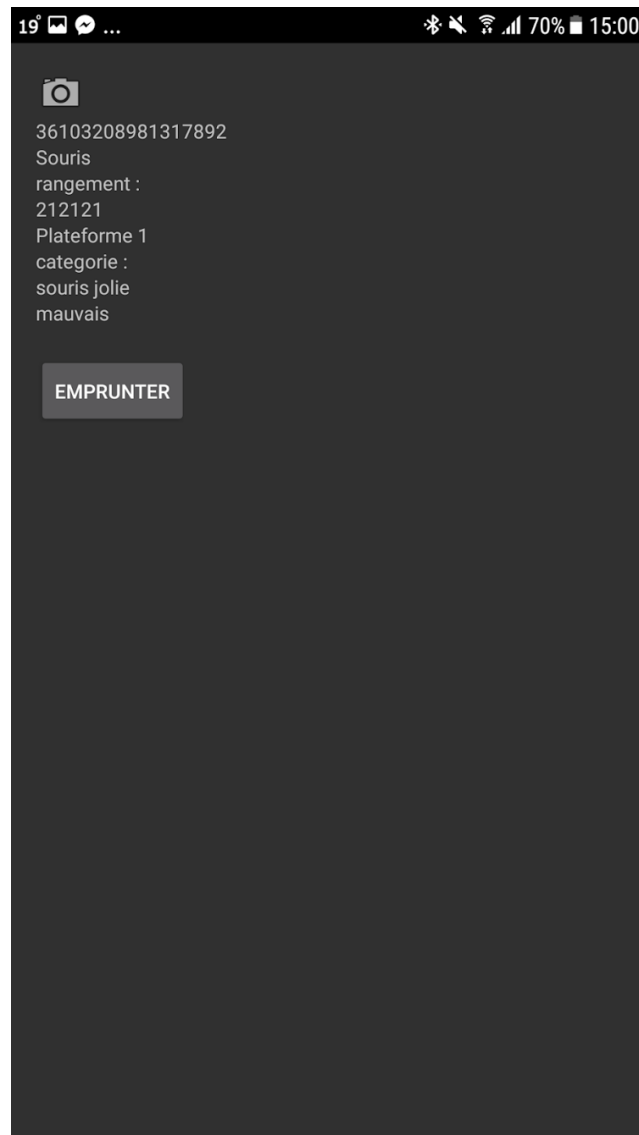 19° ... 70% 15:00
36103208981317892
Souris
rangement :
212121
Plateforme 1
categorie :
souris jolie
mauvais
EMPRUNTER